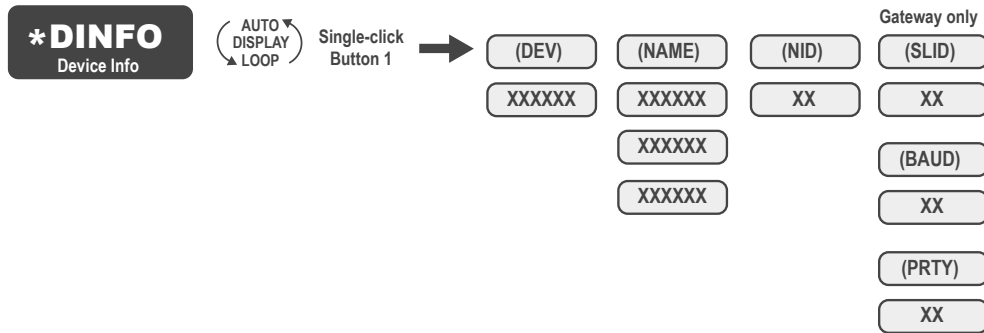 *DINFO
Device Info
AUTO
DISPLAY
LOOP
Single-click
Button 1
Gateway only
(DEV) (NAME) (NID) (SLID)
XXXXXX XXXXXX XX XX
XXXXXX (BAUD)
XXXXXX XX
(PRTY)
XX